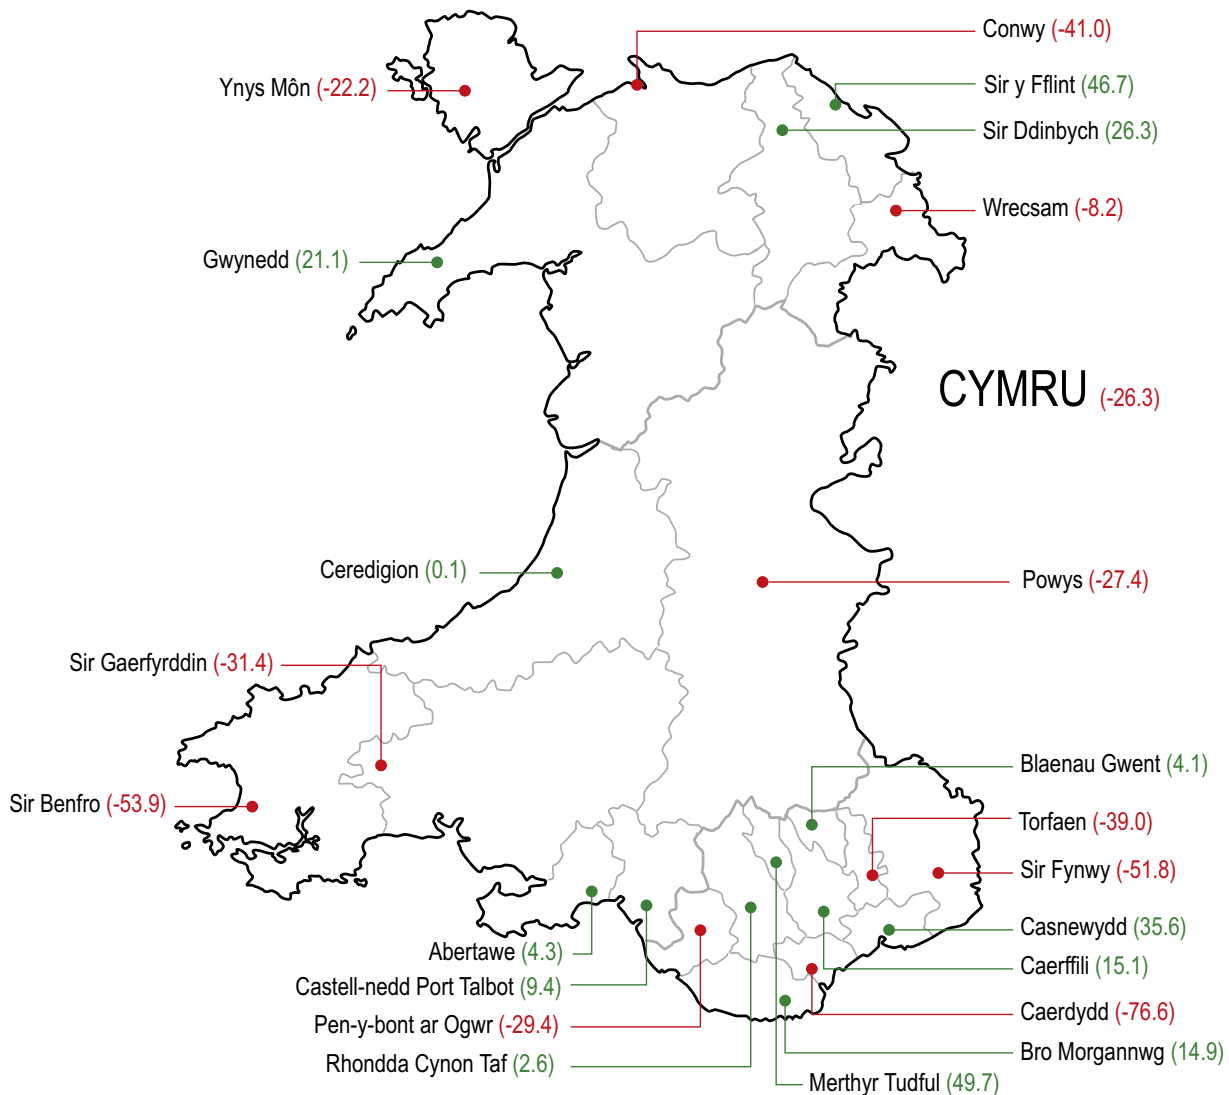 Conwy (-41.0)
Ynys Môn (-22.2)
Sir y Fflint (46.7)
Sir Ddinbych (26.3)
Wrecsam (-8.2)
Gwynedd (21.1)
CYMRU (-26.3)
Ceredigion (0.1)
Powys (-27.4)
Sir Gaerfyrddin (-31.4)
Blaenau Gwent (4.1)
Sir Benfro (-53.9)
Torfaen (-39.0)
Sir Fynwy (-51.8)
Casnewydd (35.6)
Abertawe (4.3)
Caerffili (15.1)
Castell-nedd Port Talbot (9.4)
Caerdydd (-76.6)
Pen-y-bont ar Ogwr (-29.4)
Bro Morgannwg (14.9)
Rhondda Cynon Taf (2.6)
Merthyr Tudful (49.7)